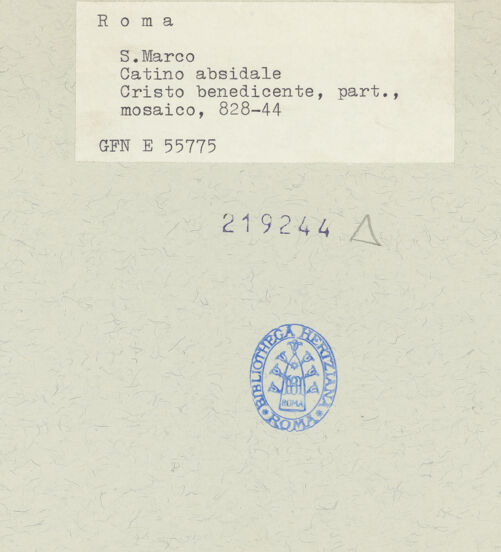 R o m a
S.Marco
Catino absidale
Cristo benedicente, part.,
mosaico, 828-44
GFN E 55775
219244
BIBLIOTHECA HERTZIANA
ROMA
ROMA